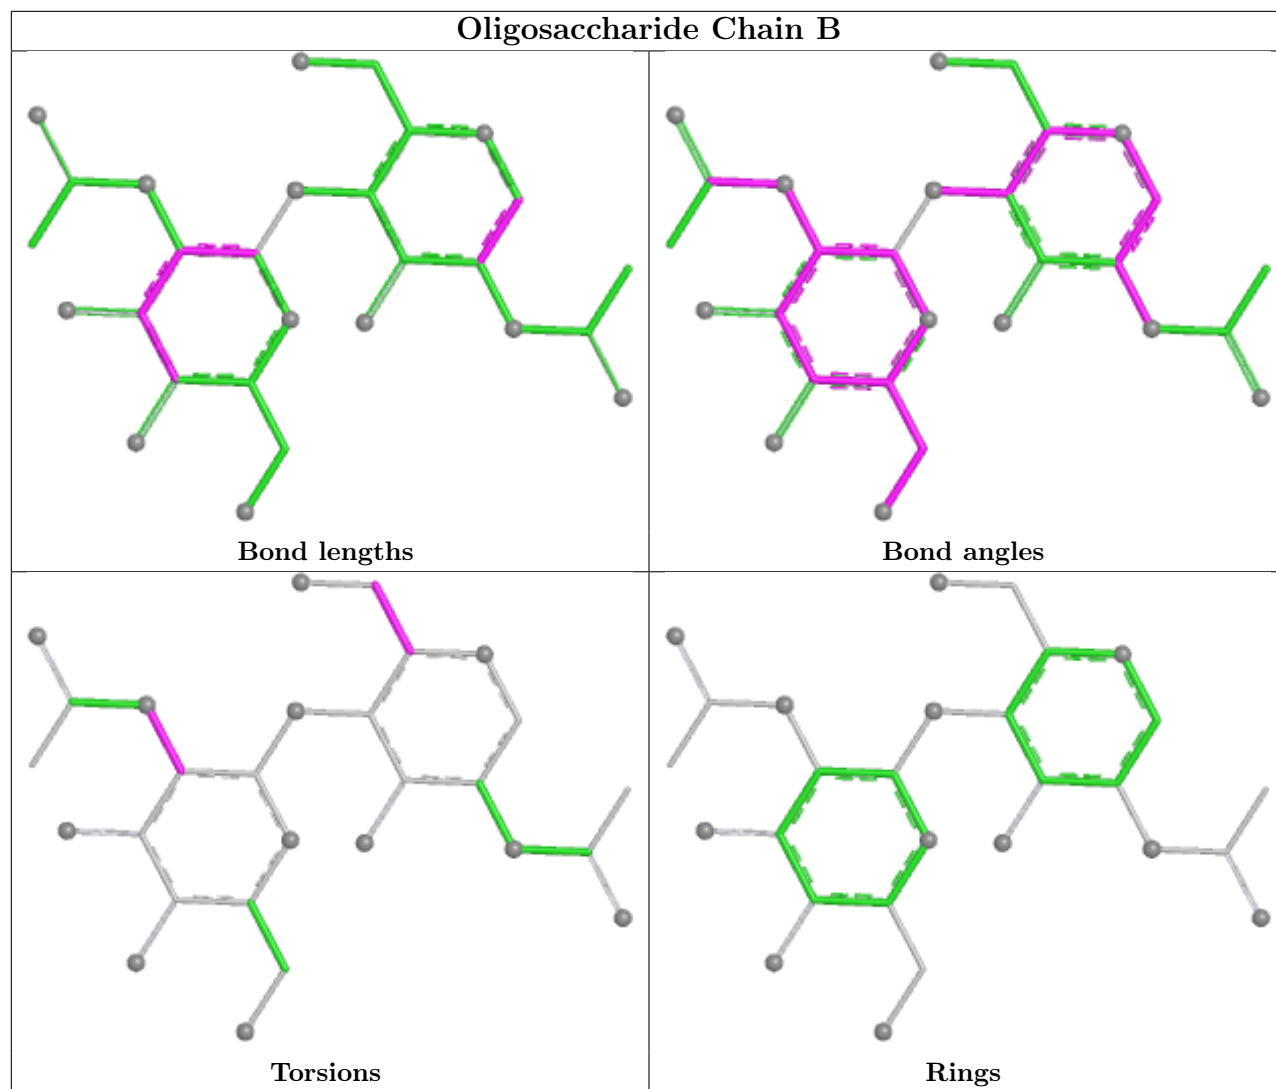 Oligosaccharide Chain B
Bond lengths
Bond angles
Torsions
Rings